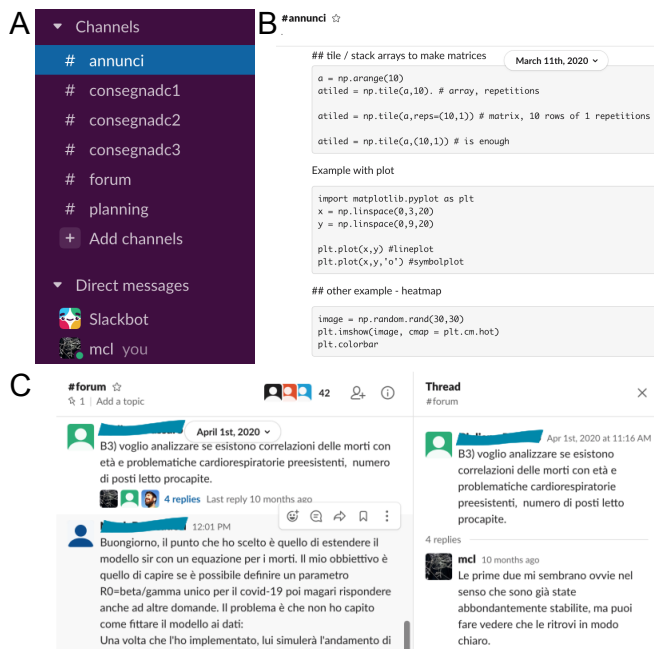 A
Channels
# annunci
# consegnadc1
# consegnadc2
# consegnadc3
# forum
# planning
+ Add channels
Direct messages
Slackbot
mcl you
B
#annunci
## tile / stack arrays to make matrices
March 11th, 2020
a = np.arange(10)
atiled = np.tile(a,10). # array, repetitions
atiled = np.tile(a,reps=(10,1)) # matrix, 10 rows of 1 repetitions
atiled = np.tile(a,(10,1)) # is enough
Example with plot
import matplotlib.pyplot as plt
x = np.linspace(0,3,20)
y = np.linspace(0,9,20)
plt.plot(x,y) #lineplot
plt.plot(x,y,'o') #symbolplot
## other example - heatmap
image = np.random.rand(30,30)
plt.imshow(image, cmap = plt.cm.hot)
plt.colorbar
C
#forum
1 | Add a topic
42
April 1st, 2020
B3) voglio analizzare se esistono correlazioni delle morti con
età e problematiche cardiorespiratorie preesistenti, numero
di posti letto procapite.
4 replies Last reply 10 months ago
12:01 PM
Buongiorno, il punto che ho scelto è quello di estendere il
modello sir con un equazione per i morti. Il mio obbiettivo è
quello di capire se è possibile definire un parametro
R0=beta/gamma unico per il covid-19 poi magari rispondere
anche ad altre domande. Il problema è che non ho capito
come fittare il modello ai dati:
Una volta che l'ho implementato, lui simulerà l'andamento di
Thread
#forum
Apr 1st, 2020 at 11:16 AM
B3) voglio analizzare se esistono
correlazioni delle morti con età e
problematiche cardiorespiratorie
preesistenti, numero di posti letto
procapite.
4 replies
mcl 10 months ago
Le prime due mi sembrano ovvie nel
senso che sono già state
abbondantemente stabilite, ma puoi
fare vedere che le ritrovi in modo
chiaro.